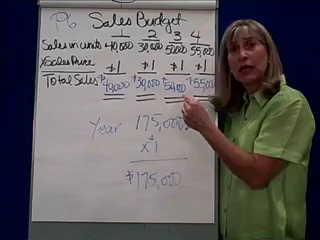 P6 Sales Budget
1 2 3 4
Sales in units 40,000 30,000 50,000 55,000
x Sales Price $1 $1 $1 $1
Total Sales $40,000 $30,000 $50,000 $55,000
Year 175,000
x 1
$175,000